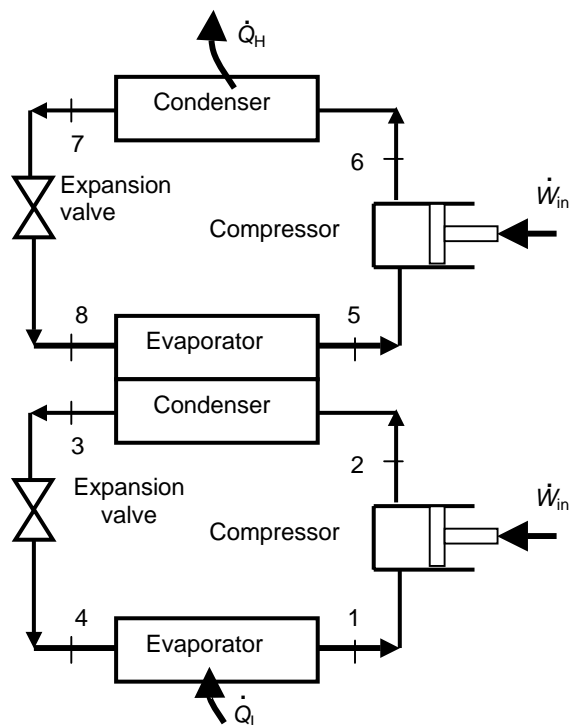 Q̇H
Condenser
7
6
Expansion
valve
Ẇin
Compressor
8
5
Evaporator
Condenser
3
2
Expansion
valve
Ẇin
Compressor
4
1
Evaporator
Q̇L